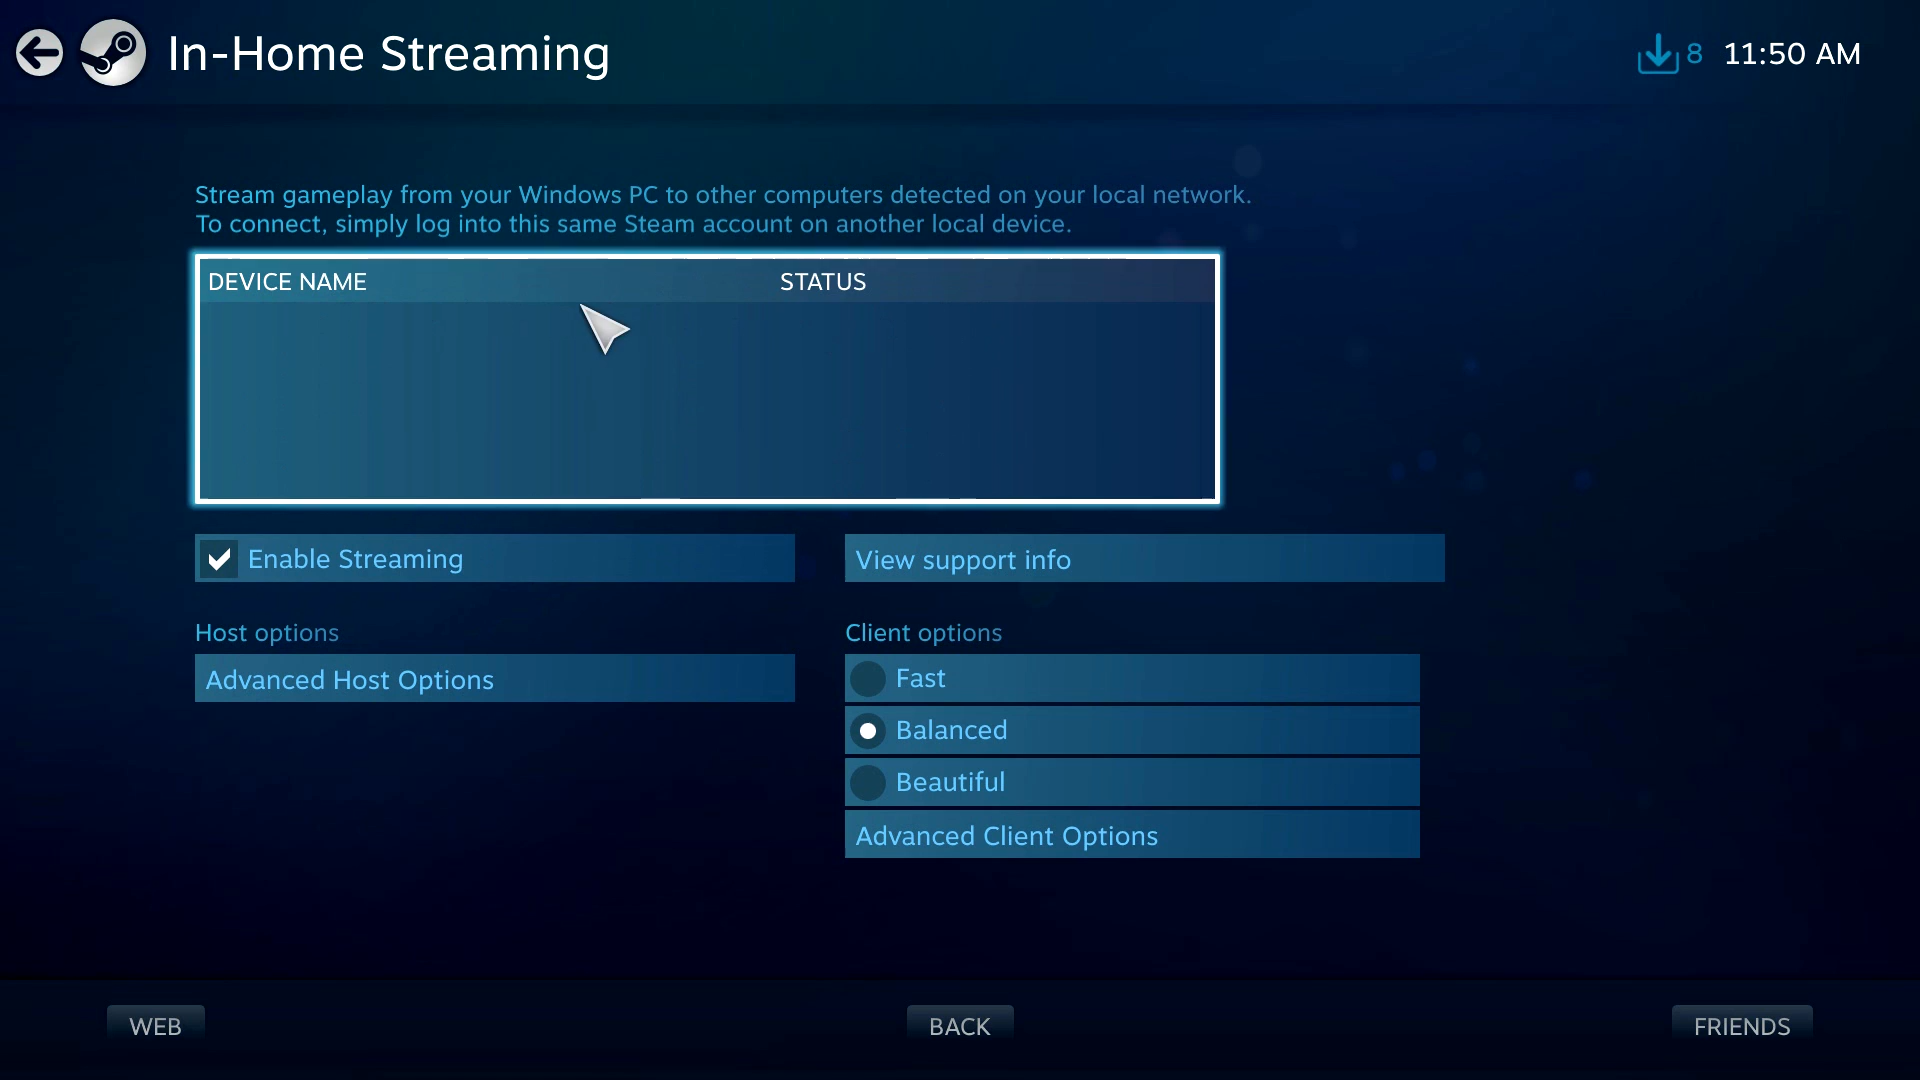 In-Home Streaming
8 11:50 AM
Stream gameplay from your Windows PC to other computers detected on your local network.
To connect, simply log into this same Steam account on another local device.
DEVICE NAME STATUS
Enable Streaming
View support info
Host options
Advanced Host Options
Client options
Fast
Balanced
Beautiful
Advanced Client Options
WEB BACK FRIENDS